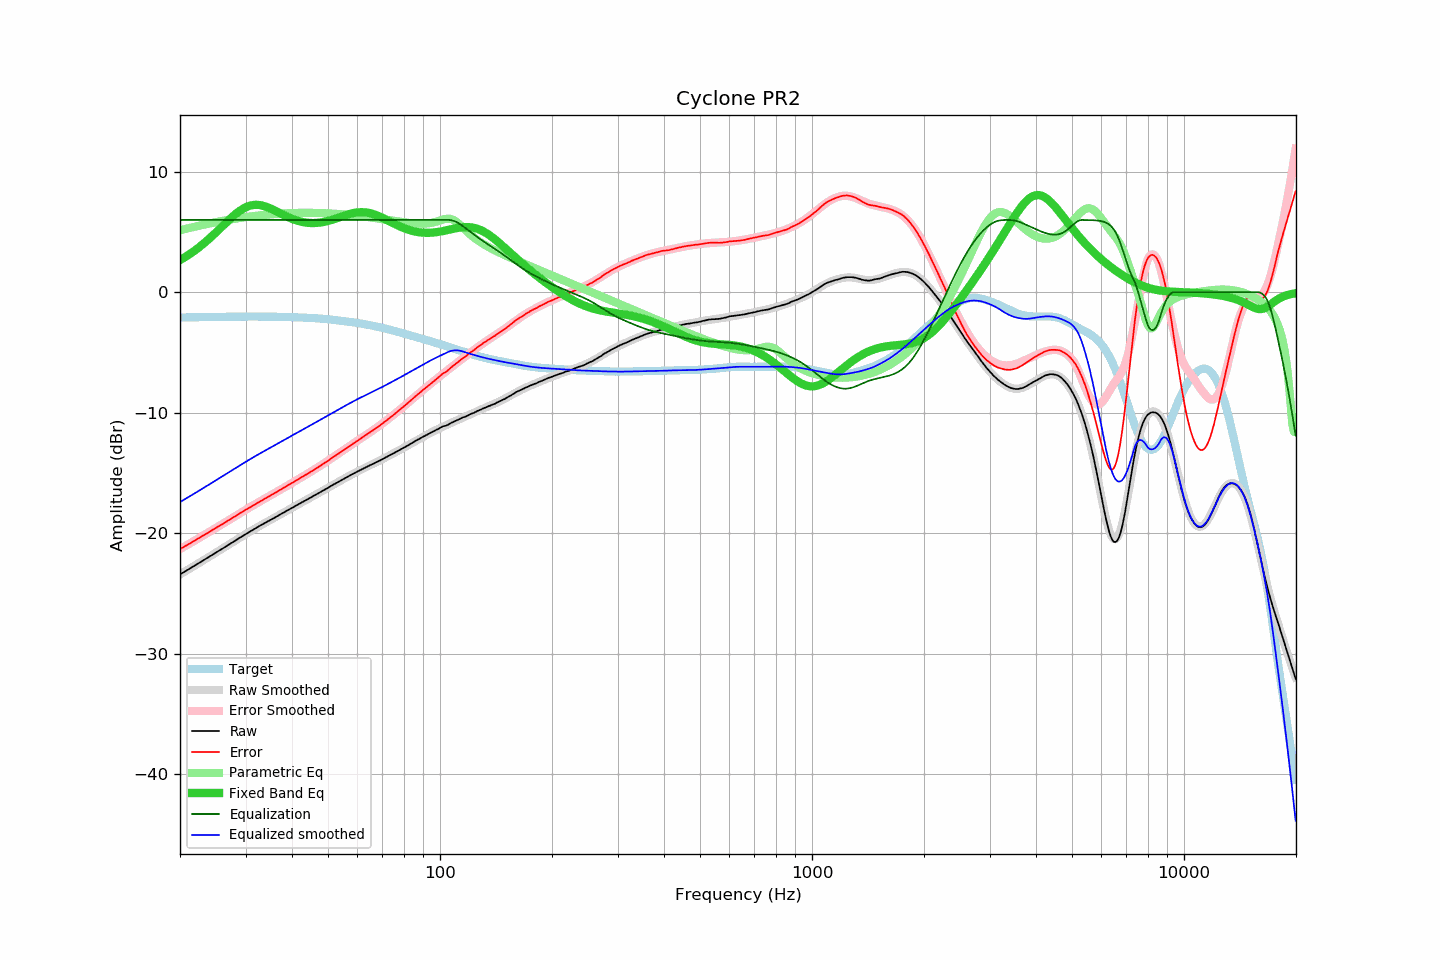 Cyclone PR2
10
0
−10
−20
−30
−40
Amplitude (dBr)
Target
Raw Smoothed
Error Smoothed
Raw
Error
Parametric Eq
Fixed Band Eq
Equalization
Equalized smoothed
100
1000
10000
Frequency (Hz)